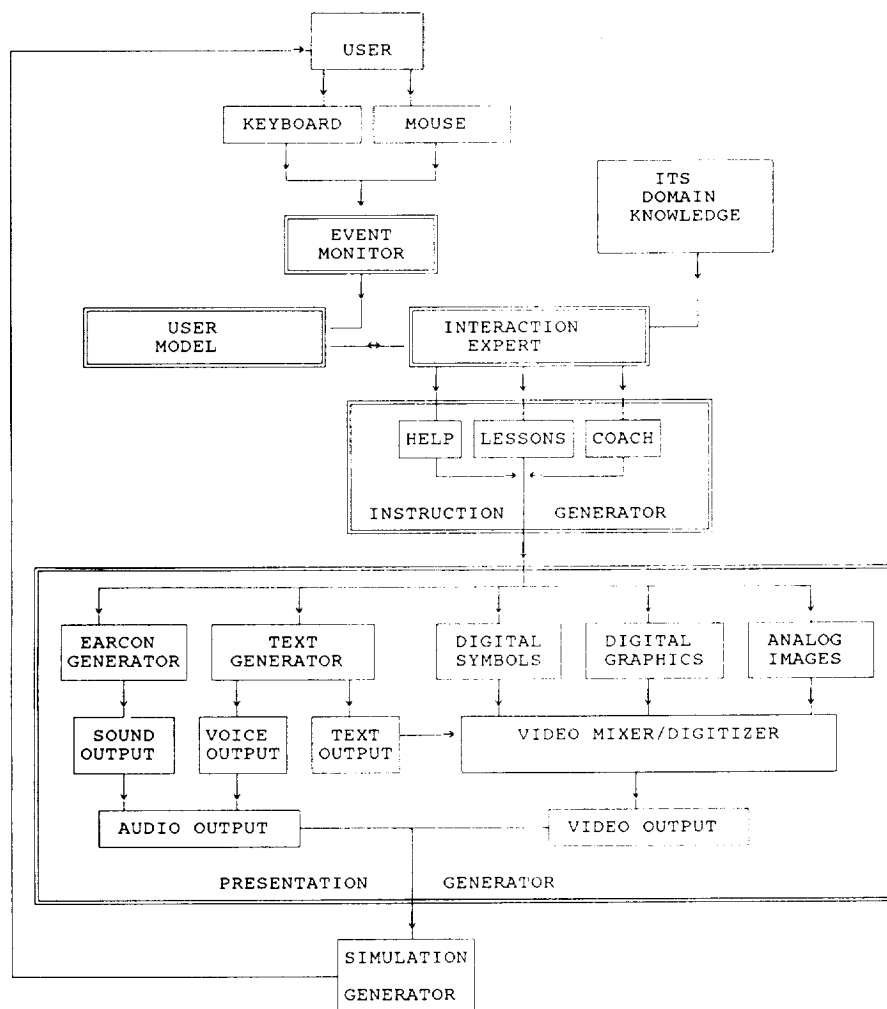 USER
KEYBOARD
MOUSE
ITS
DOMAIN
KNOWLEDGE
EVENT
MONITOR
USER
MODEL
INTERACTION
EXPERT
HELP
LESSONS
COACH
INSTRUCTION GENERATOR
EARCON
GENERATOR
TEXT
GENERATOR
DIGITAL
SYMBOLS
DIGITAL
GRAPHICS
ANALOG
IMAGES
SOUND
OUTPUT
VOICE
OUTPUT
TEXT
OUTPUT
VIDEO MIXER/DIGITIZER
AUDIO OUTPUT
VIDEO OUTPUT
PRESENTATION GENERATOR
SIMULATION
GENERATOR